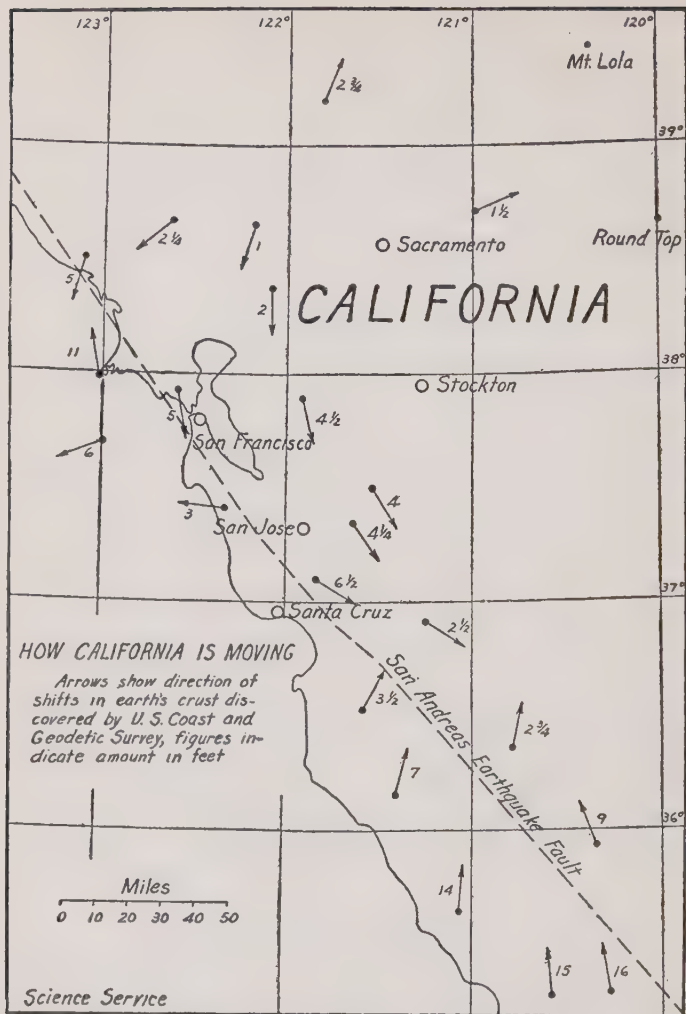 123°
122°
121°
120°
Mt. Lola
2 3/4
39°
2 1/4
1
1 1/2
Sacramento
Round Top
5
2
CALIFORNIA
11
38°
Stockton
5
4 1/2
San Francisco
6
4
3
San Jose
4 1/4
6 1/2
37°
Santa Cruz
2 1/2
HOW CALIFORNIA IS MOVING
Arrows show direction of
shifts in earth's crust dis-
covered by U.S. Coast and
Geodetic Survey, figures in-
dicate amount in feet
San Andreas Earthquake Fault
3 1/2
2 3/4
7
9
36°
Miles
0 10 20 30 40 50
14
15
16
Science Service